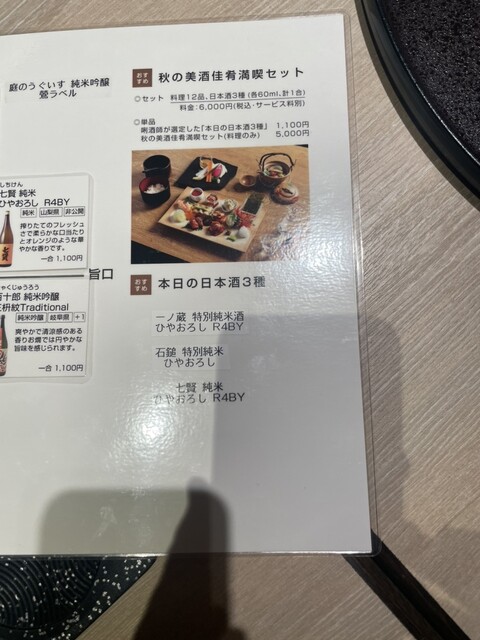 庭のうぐいす 純米吟醸
鶯ラベル
しちけん
七賢 純米
ひやおろし R4BY
純米 山梨県 非公開
搾りたてのフレッシュ
さで柔らかな口当たり
とオレンジのような華
やかな香りです。
一合 1,100円
旨口
百十郎 純米吟醸
Traditional
純米吟醸 岐阜県 +1
爽やかで清涼感のある
香りお燗では円やかな
旨味を感じられます。
一合 1,100円
おすすめ
秋の美酒佳肴満喫セット
◎セット 料理12品、日本酒3種 (各60ml、計1合)
料金:6,000円(税込・サービス料別)
◎単品
唎酒師が選定した「本日の日本酒3種」 1,100円
秋の美酒佳肴満喫セット(料理のみ) 5,000円
おすすめ
本日の日本酒3種
一ノ蔵 特別純米酒
ひやおろし R4BY
石鎚 特別純米
ひやおろし
七賢 純米
ひやおろし R4BY